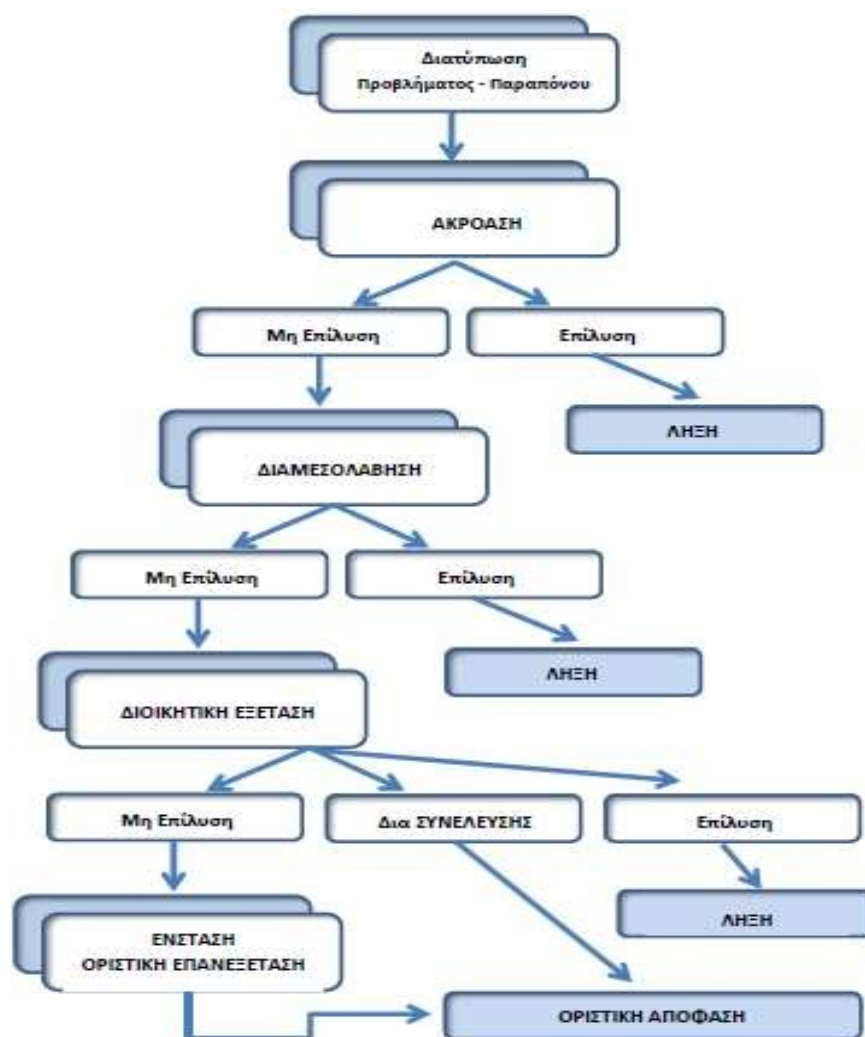 Διατύπωση
Προβλήματος - Παραπόνου
ΑΚΡΟΑΣΗ
Μη Επίλυση
Επίλυση
ΛΗΞΗ
ΔΙΑΜΕΣΟΛΑΒΗΣΗ
Μη Επίλυση
Επίλυση
ΛΗΞΗ
ΔΙΟΙΚΗΤΙΚΗ ΕΞΕΤΑΣΗ
Μη Επίλυση
Δια ΣΥΝΕΛΕΥΣΗΣ
Επίλυση
ΛΗΞΗ
ΕΝΣΤΑΣΗ
ΟΡΙΣΤΙΚΗ ΕΠΑΝΕΞΕΤΑΣΗ
ΟΡΙΣΤΙΚΗ ΑΠΟΦΑΣΗ